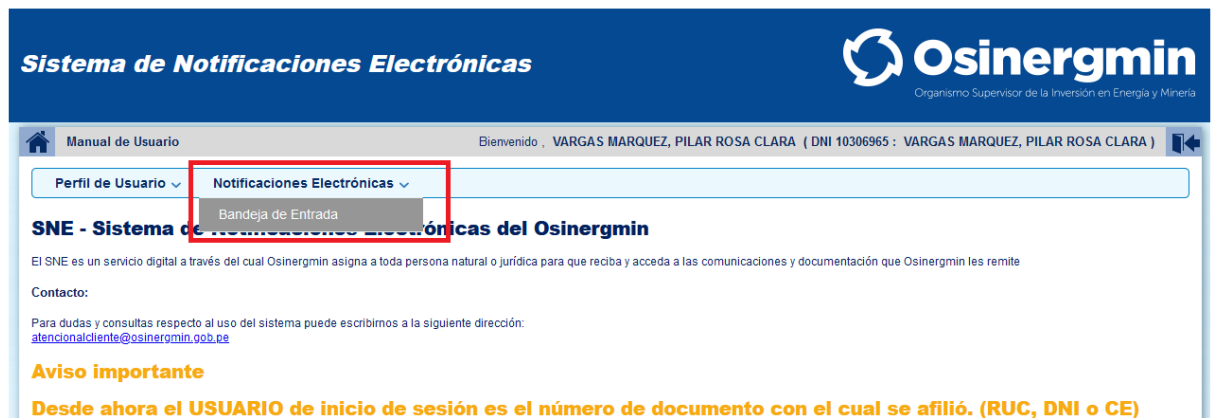 Sistema de Notificaciones Electrónicas
Osinergmin
Organismo Supervisor de la Inversión en Energía y Minería
Manual de Usuario
Bienvenido , VARGAS MARQUEZ, PILAR ROSA CLARA ( DNI 10306965 : VARGAS MARQUEZ, PILAR ROSA CLARA )
Perfil de Usuario Notificaciones Electrónicas
Bandeja de Entrada
SNE - Sistema de Notificaciones Electrónicas del Osinergmin
El SNE es un servicio digital a través del cual Osinergmin asigna a toda persona natural o jurídica para que reciba y acceda a las comunicaciones y documentación que Osinergmin les remite
Contacto:
Para dudas y consultas respecto al uso del sistema puede escribirnos a la siguiente dirección:
atencionalcliente@osinergmin.gob.pe
Aviso importante
Desde ahora el USUARIO de inicio de sesión es el número de documento con el cual se afilió. (RUC, DNI o CE)